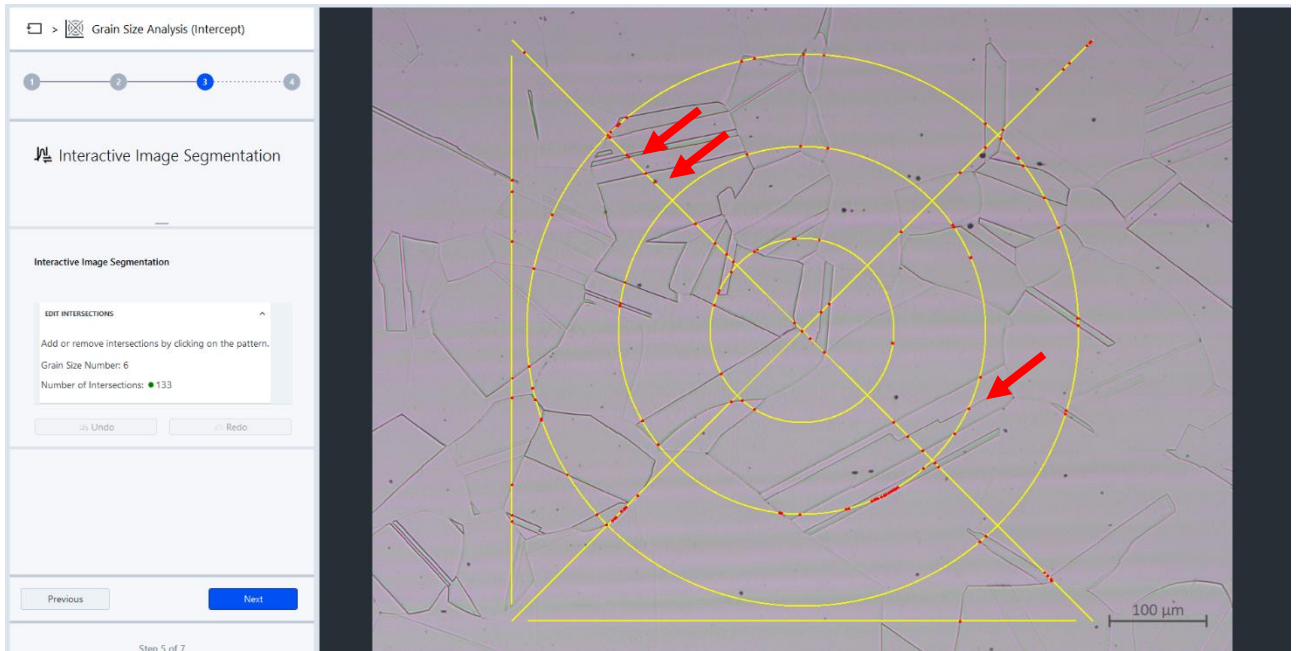 > Grain Size Analysis (Intercept)
1 2 3 4
Interactive Image Segmentation
Interactive Image Segmentation
EDIT INTERSECTIONS
Add or remove intersections by clicking on the pattern.
Grain Size Number: 6
Number of Intersections: 133
Undo Redo
Previous Next
Step 5 of 7
100 µm